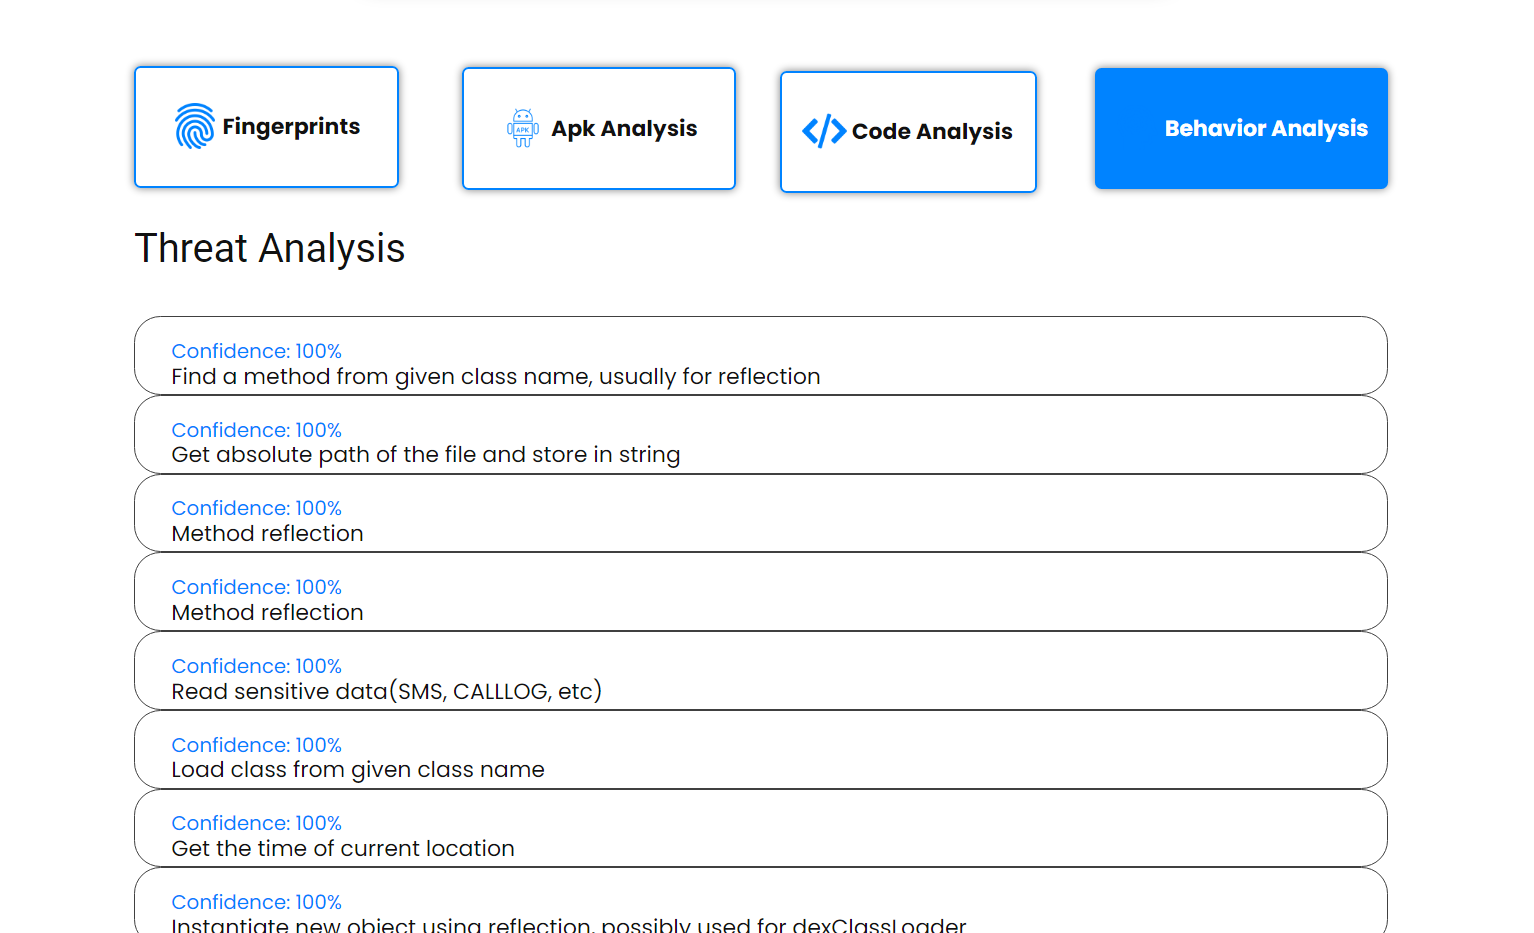 Fingerprints
APK
Apk Analysis
Code Analysis
Behavior Analysis
Threat Analysis
Confidence: 100%
Find a method from given class name, usually for reflection
Confidence: 100%
Get absolute path of the file and store in string
Confidence: 100%
Method reflection
Confidence: 100%
Method reflection
Confidence: 100%
Read sensitive data(SMS, CALLLOG, etc)
Confidence: 100%
Load class from given class name
Confidence: 100%
Get the time of current location
Confidence: 100%
Instantiate new object using reflection, possibly used for dexClassLoader